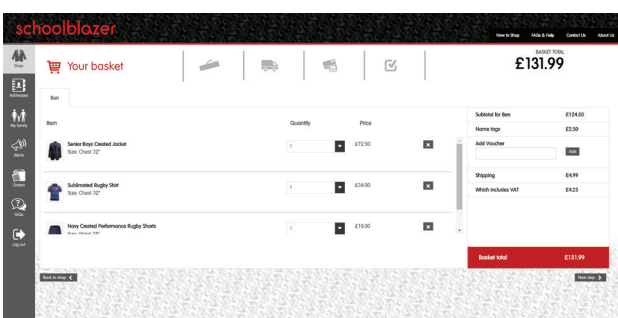 schoolblazer
How to Shop FAQs & Help Contact Us About Us
Shop
Your basket
BASKET TOTAL
£131.99
Addresses
Ben
My family
Item Quantity Price
Subtotal for Ben £124.50
Name tags £2.50
Add Voucher
Add
Senior Boys Crested Jacket
Size: Chest 32"
1 £72.50
Alerts
Shipping £4.99
Which includes VAT £4.25
Orders
Sublimated Rugby Shirt
Size: Chest 32"
1 £34.00
FAQs
Navy Crested Performance Rugby Shorts
1 £18.00
Log out
Basket total £131.99
Back to shop
Next step